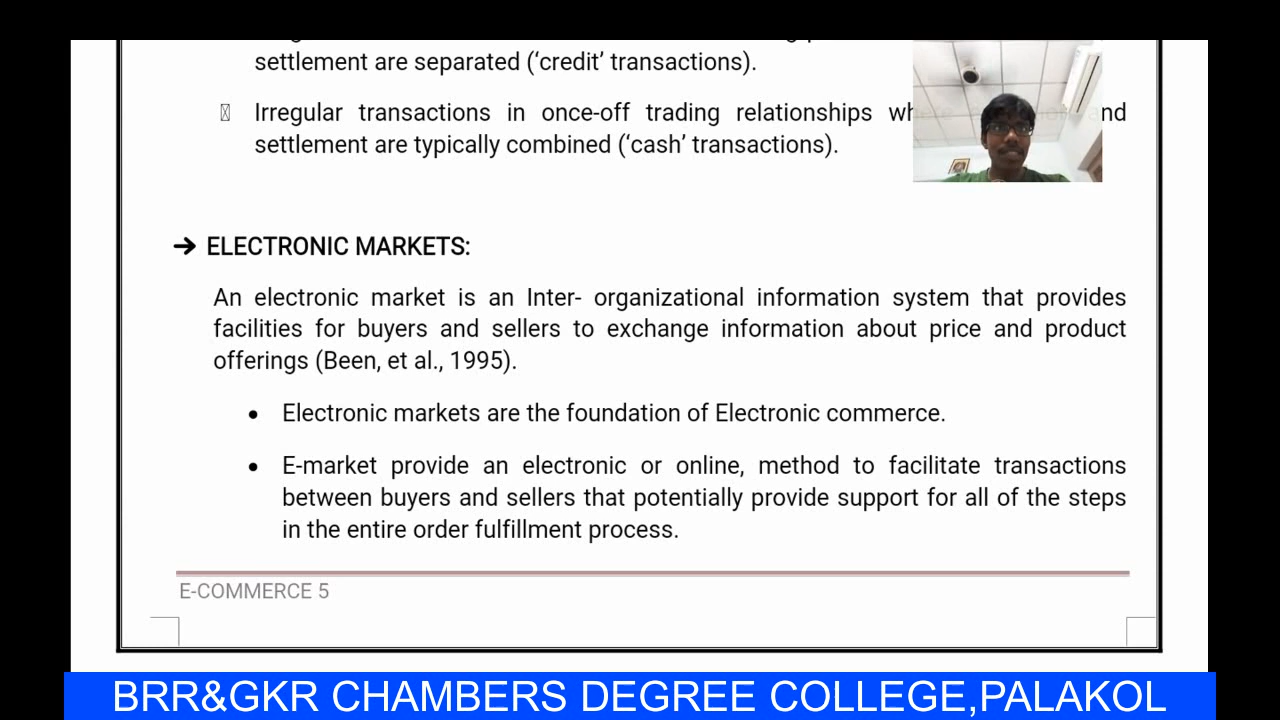 settlement are separated (‘credit’ transactions).
Irregular transactions in once-off trading relationships and
settlement are typically combined (‘cash’ transactions).
➔ ELECTRONIC MARKETS:
An electronic market is an Inter- organizational information system that provides
facilities for buyers and sellers to exchange information about price and product
offerings (Been, et al., 1995).
• Electronic markets are the foundation of Electronic commerce.
• E-market provide an electronic or online, method to facilitate transactions
between buyers and sellers that potentially provide support for all of the steps
in the entire order fulfillment process.
E-COMMERCE 5
BRR&GKR CHAMBERS DEGREE COLLEGE,PALAKOL